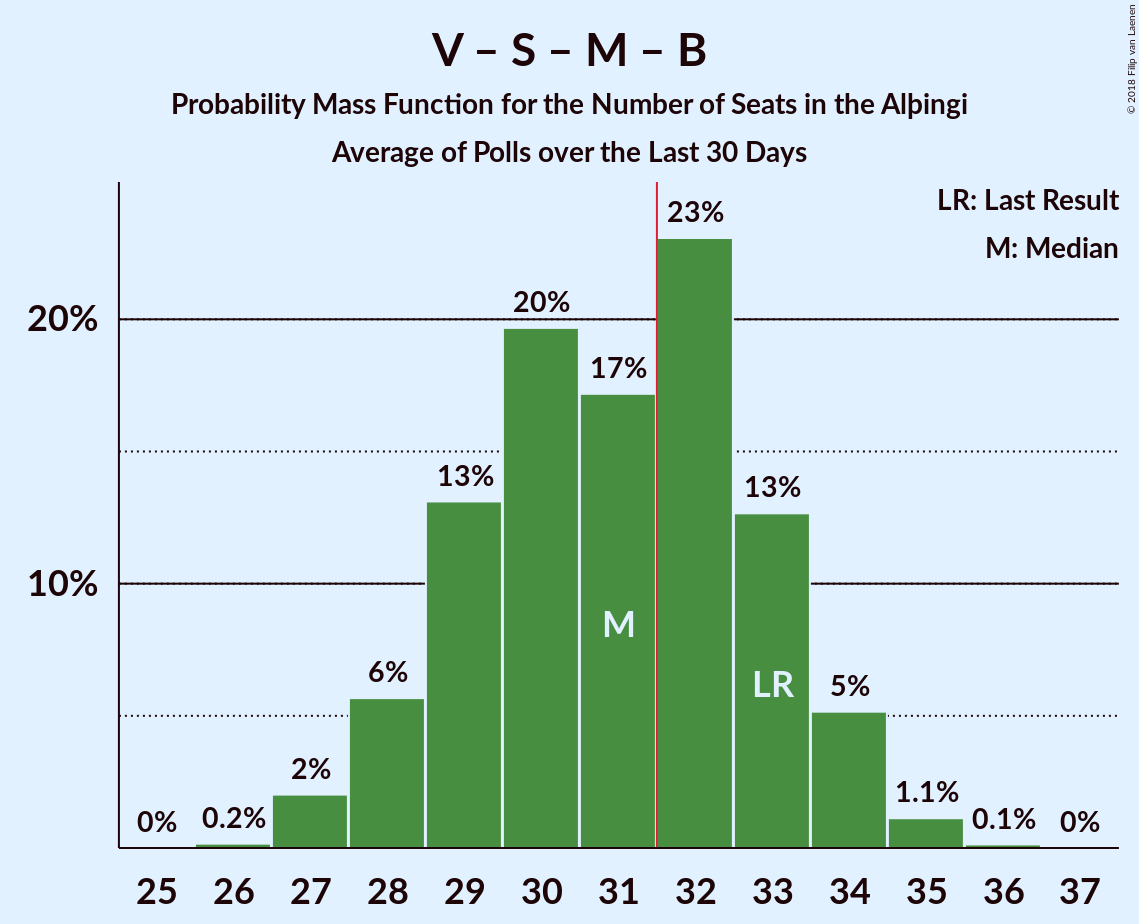 V – S – M – B
Probability Mass Function for the Number of Seats in the Alþingi
Average of Polls over the Last 30 Days
© 2018 Filip van Laenen
LR: Last Result
M: Median
23%
20%
20%
17%
13%
13%
10%
M
LR
6%
5%
2%
1.1%
0%
0.2%
0.1%
0%
25 26 27 28 29 30 31 32 33 34 35 36 37